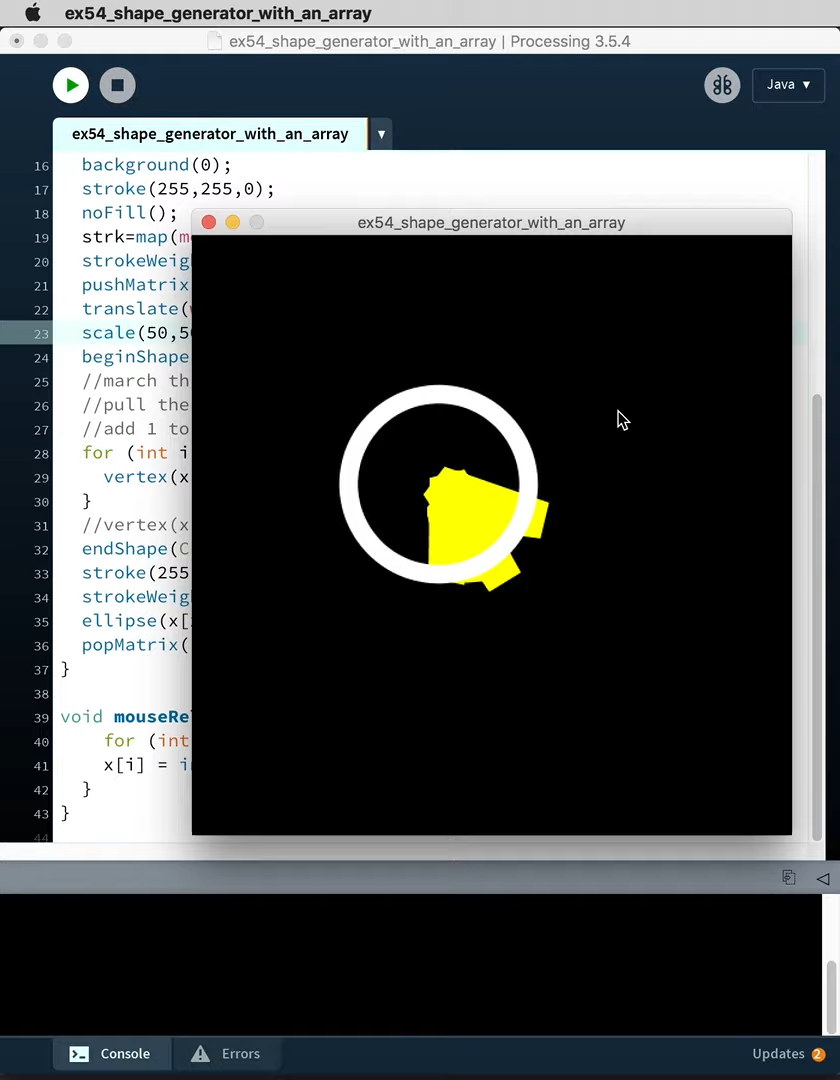 ex54_shape_generator_with_an_array
ex54_shape_generator_with_an_array | Processing 3.5.4
Java ▼
ex54_shape_generator_with_an_array ▼
16 background(0);
17 stroke(255,255,0);
18 noFill();
ex54_shape_generator_with_an_array
19 strk=map(m
20 strokeWeig
21 pushMatrix
22 translate(
23 scale(50,50
24 beginShape
25 //march th
26 //pull the
27 //add 1 to
28 for (int i
29 vertex(x
30 }
31 //vertex(x
32 endShape(C
33 stroke(255
34 strokeWeig
35 ellipse(x[
36 popMatrix(
37 }
38
39 void mouseRe
40 for (int
41 x[i] = i
42 }
43 }
44
Console
Errors
Updates 2